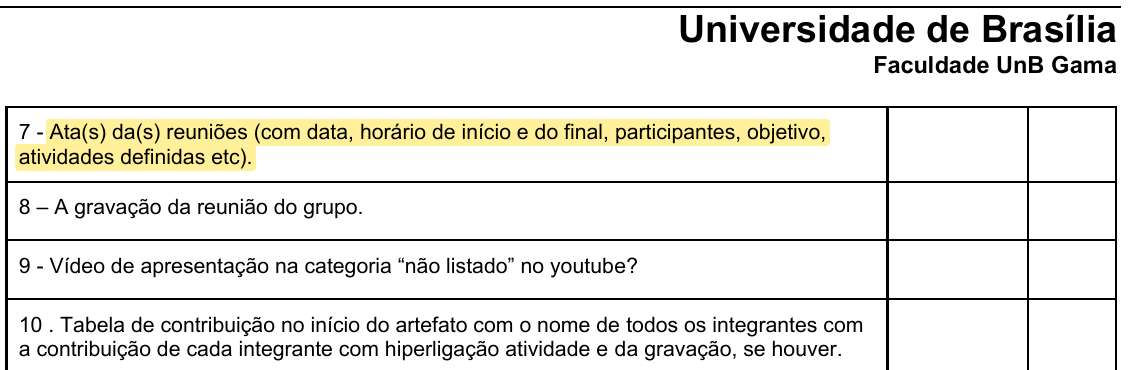 Universidade de Brasília
Faculdade UnB Gama
7 - Ata(s) da(s) reuniões (com data, horário de início e do final, participantes, objetivo,
atividades definidas etc).
8 – A gravação da reunião do grupo.
9 - Vídeo de apresentação na categoria “não listado” no youtube?
10 . Tabela de contribuição no início do artefato com o nome de todos os integrantes com
a contribuição de cada integrante com hiperligação atividade e da gravação, se houver.